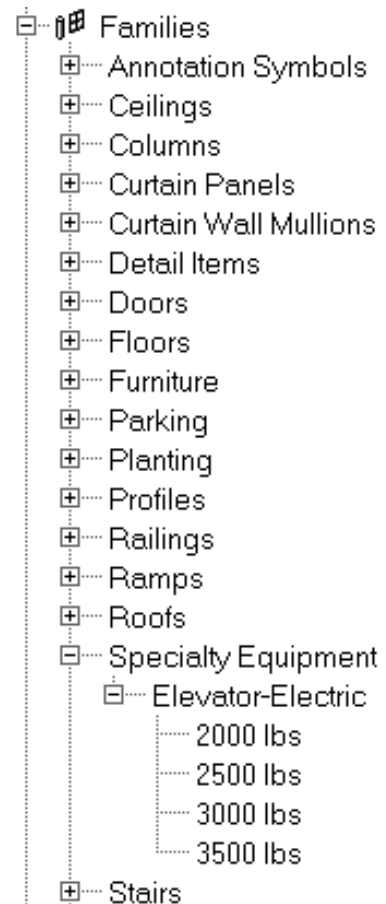 Families
Annotation Symbols
Ceilings
Columns
Curtain Panels
Curtain Wall Mullions
Detail Items
Doors
Floors
Furniture
Parking
Planting
Profiles
Railings
Ramps
Roofs
Specialty Equipment
Elevator-Electric
2000 lbs
2500 lbs
3000 lbs
3500 lbs
Stairs